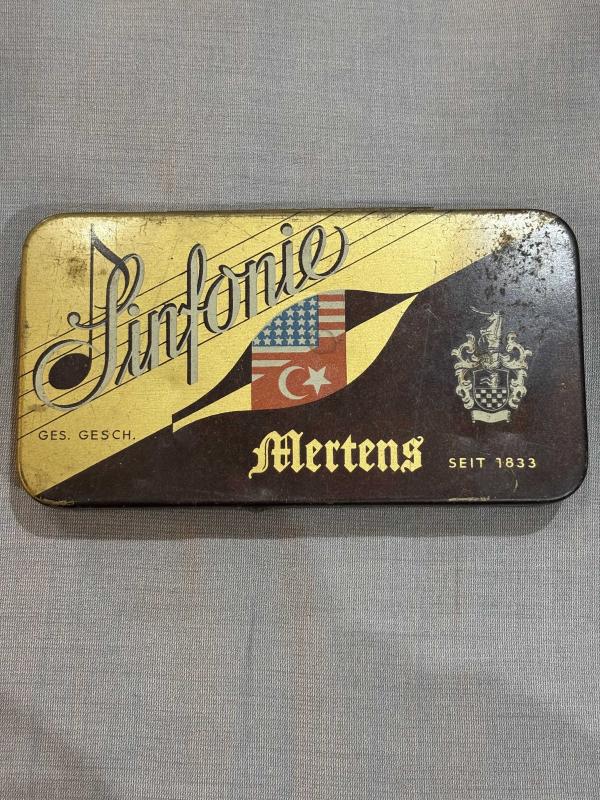 Sinfonie
GES. GESCH.
Mertens
SEIT 1833